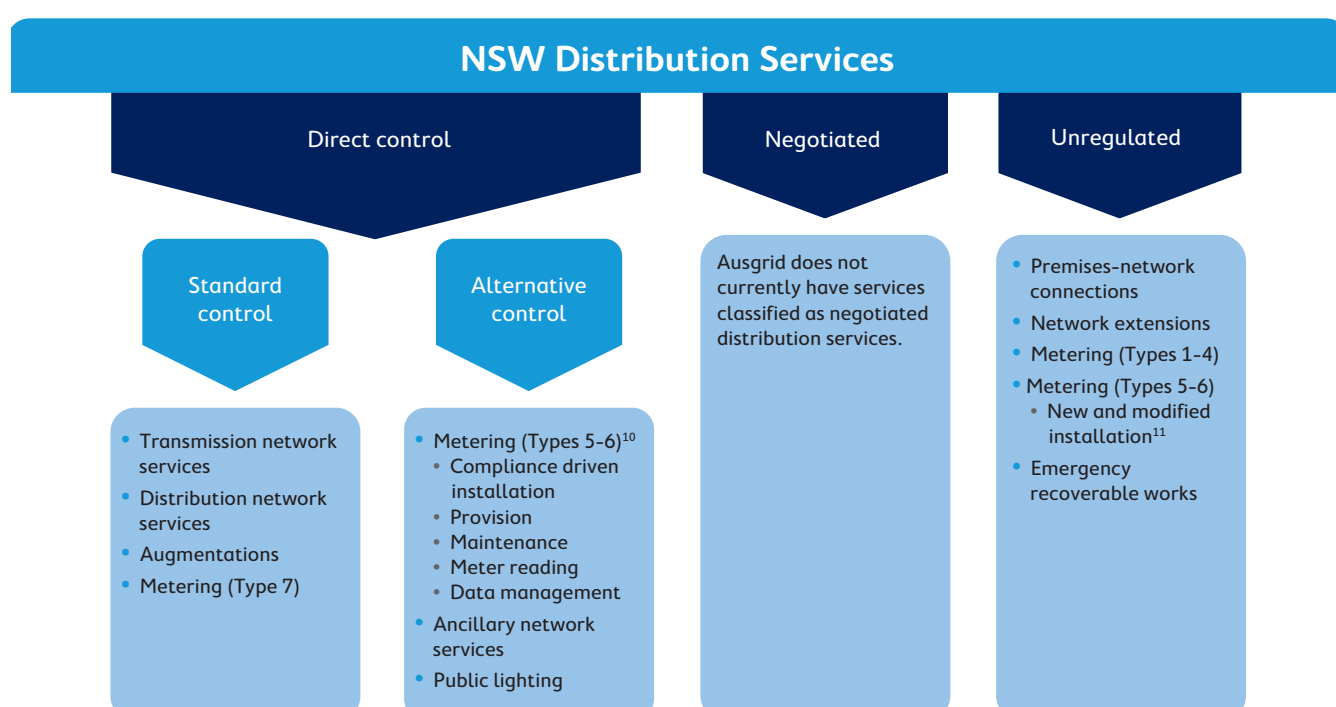 NSW Distribution Services
Direct control
Negotiated
Unregulated
Standard
control
Alternative
control
• Transmission network
services
• Distribution network
services
• Augmentations
• Metering (Type 7)
• Metering (Types 5-6)¹⁰
• Compliance driven
installation
• Provision
• Maintenance
• Meter reading
• Data management
• Ancillary network
services
• Public lighting
Ausgrid does not
currently have services
classified as negotiated
distribution services.
• Premises-network
connections
• Network extensions
• Metering (Types 1-4)
• Metering (Types 5-6)
• New and modified
installation¹¹
• Emergency
recoverable works